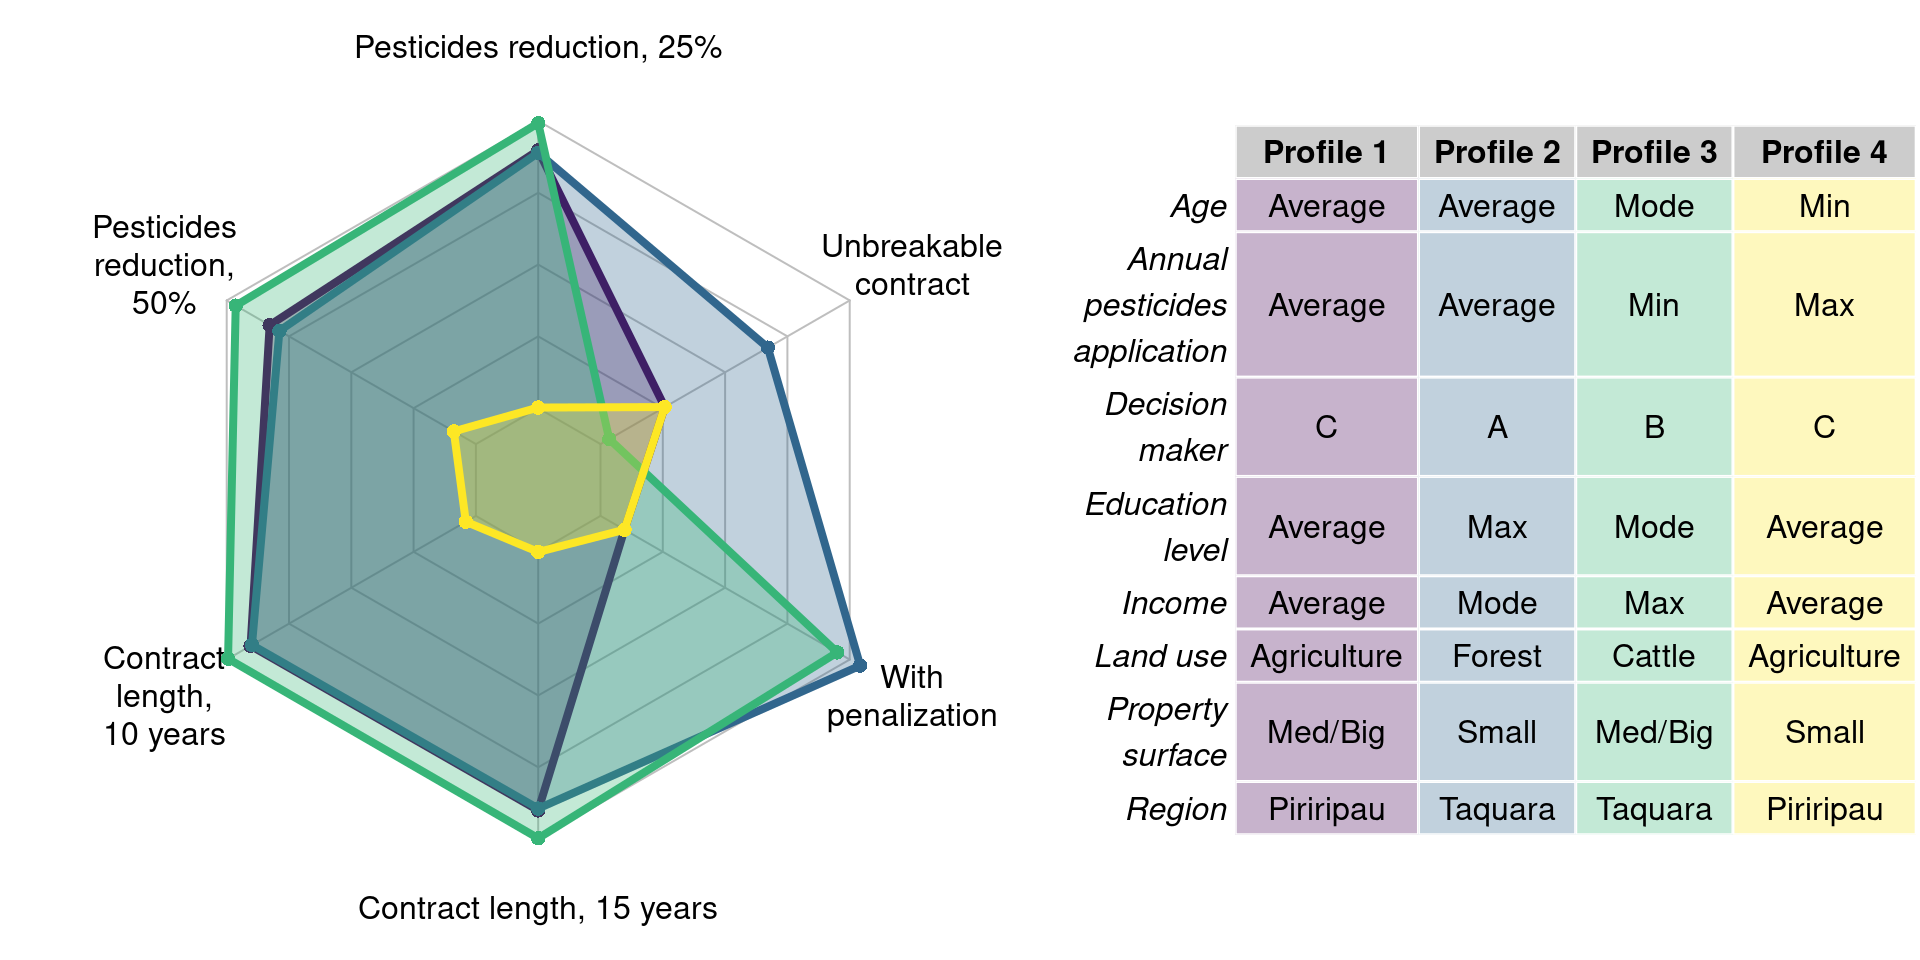 Pesticides reduction, 25%
Pesticides
reduction,
50%
Unbreakable
contract
Contract
length,
10 years
With
penalization
Contract length, 15 years
Profile 1 Profile 2 Profile 3 Profile 4
Age Average Average Mode Min
Annual
pesticides
application
Average Average Min Max
Decision
maker
C A B C
Education
level
Average Max Mode Average
Income Average Mode Max Average
Land use Agriculture Forest Cattle Agriculture
Property
surface
Med/Big Small Med/Big Small
Region Piriripau Taquara Taquara Piriripau